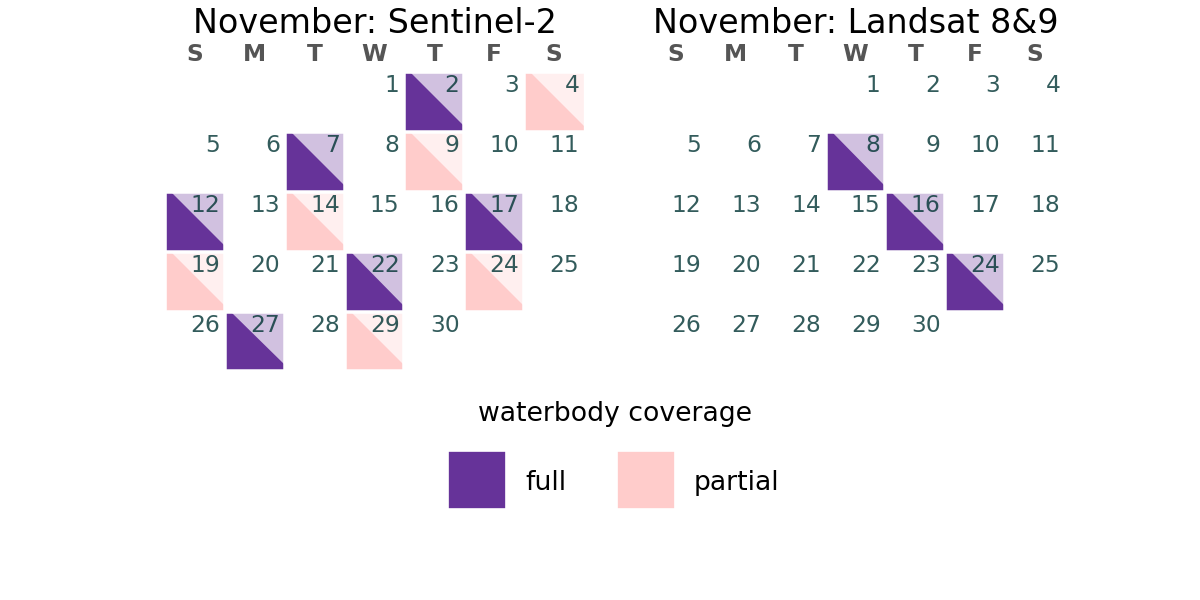 November: Sentinel-2
S M T W T F S
1 2 3 4
5 6 7 8 9 10 11
12 13 14 15 16 17 18
19 20 21 22 23 24 25
26 27 28 29 30
November: Landsat 8&9
S M T W T F S
1 2 3 4
5 6 7 8 9 10 11
12 13 14 15 16 17 18
19 20 21 22 23 24 25
26 27 28 29 30
waterbody coverage
full
partial